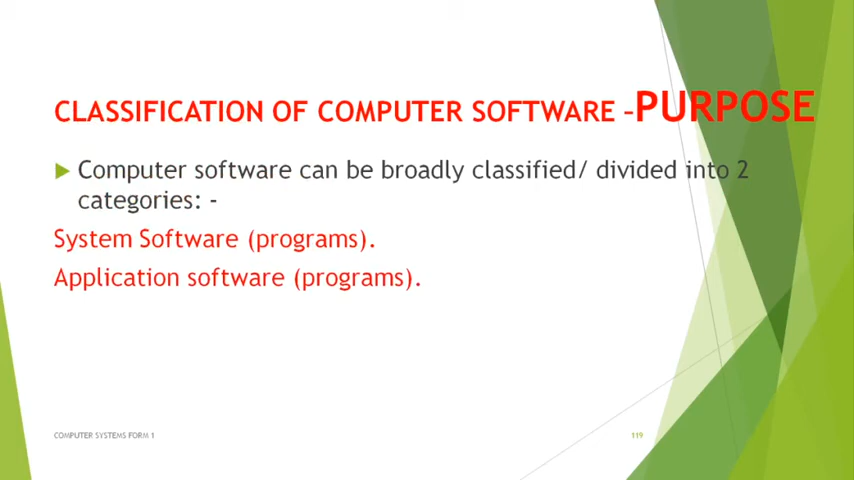 CLASSIFICATION OF COMPUTER SOFTWARE –PURPOSE
Computer software can be broadly classified/ divided into 2
categories: -
System Software (programs).
Application software (programs).
COMPUTER SYSTEMS FORM 1
119